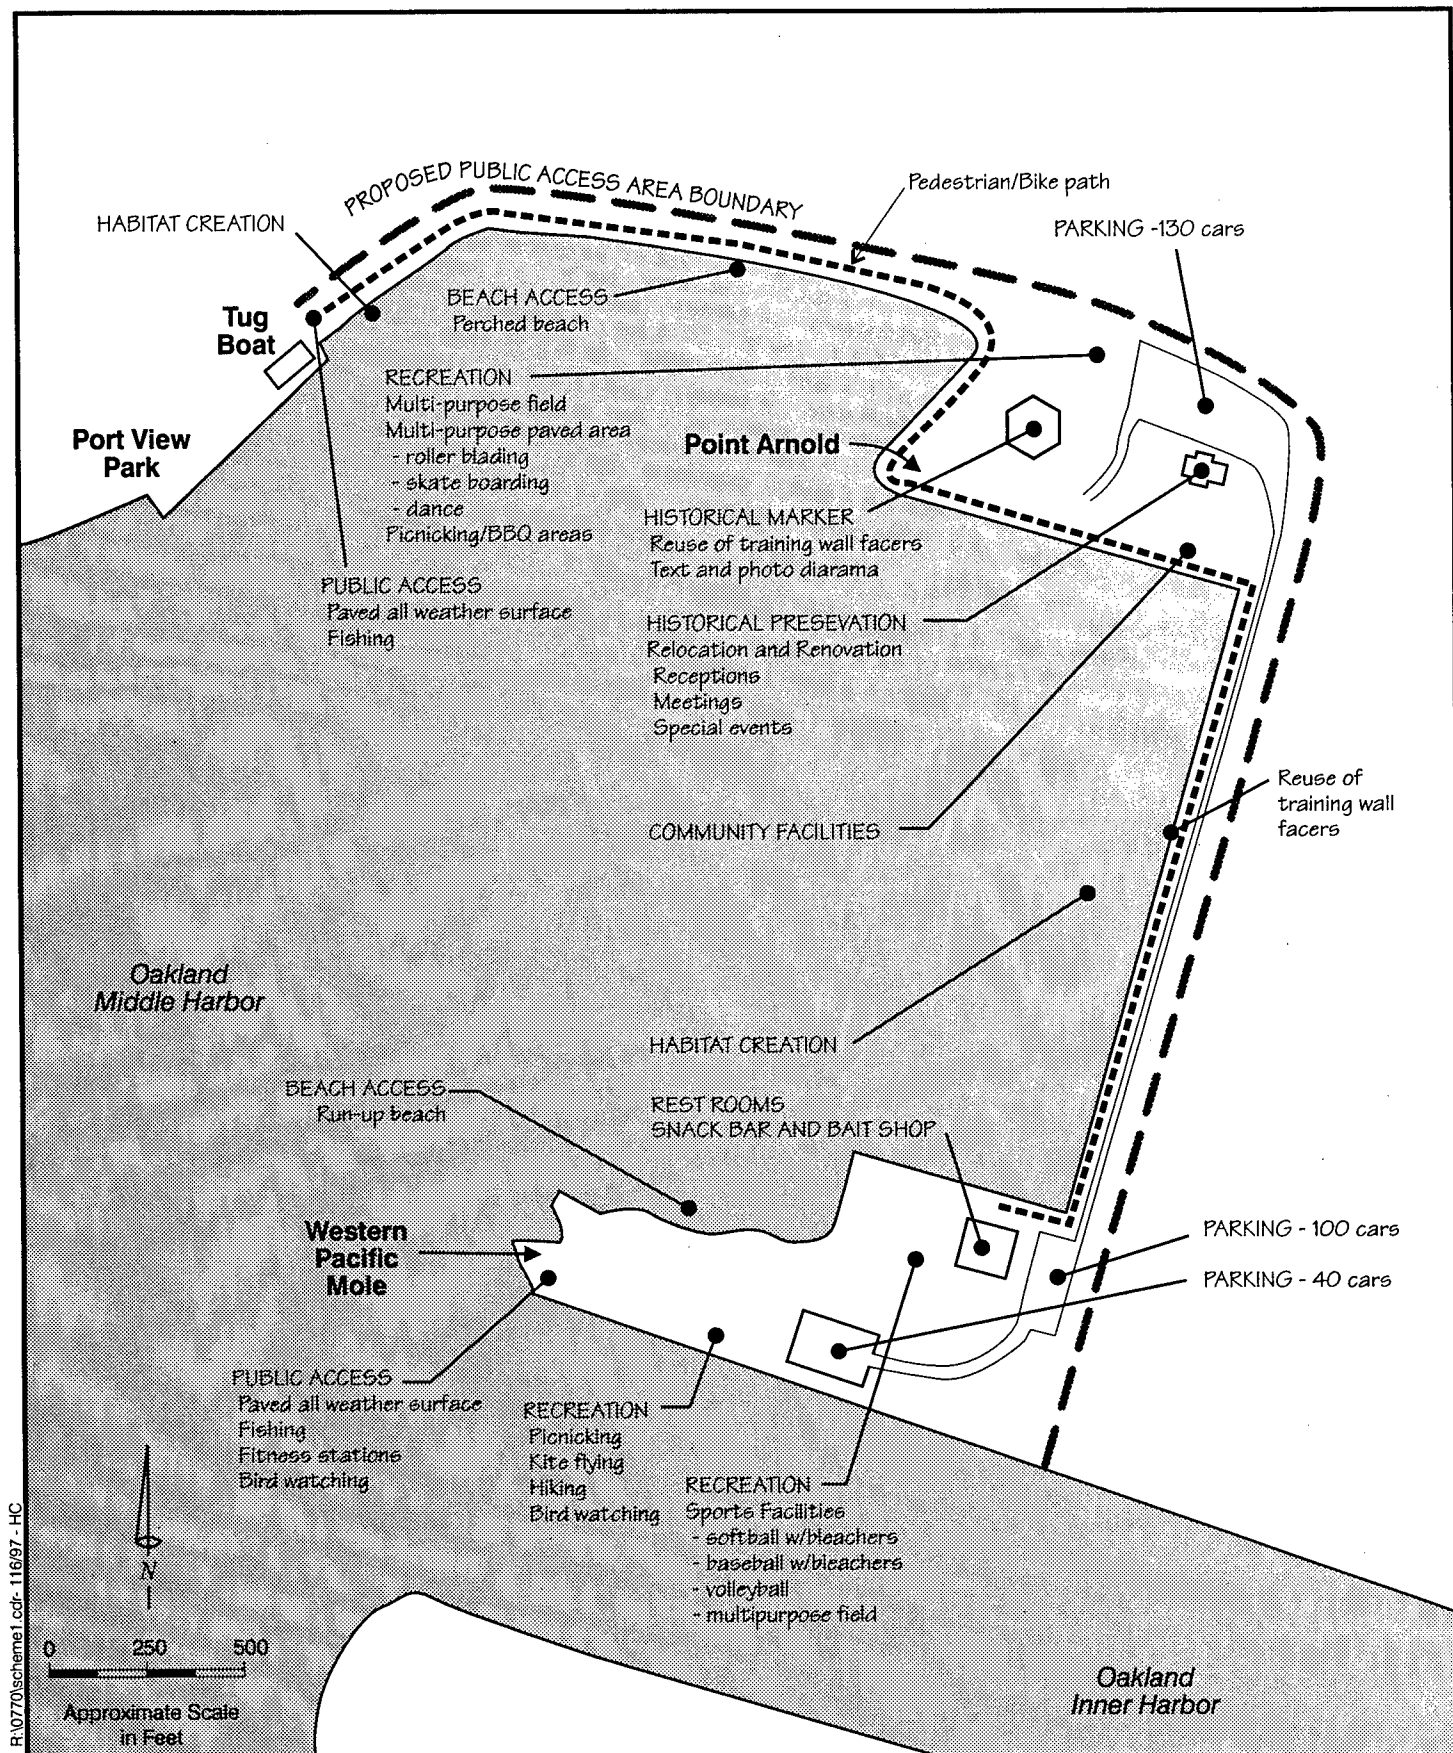 PROPOSED PUBLIC ACCESS AREA BOUNDARY
Pedestrian/Bike path
HABITAT CREATION
PARKING -130 cars
BEACH ACCESS
Perched beach
Tug
Boat
RECREATION
Multi-purpose field
Multi-purpose paved area
- roller blading
- skate boarding
- dance
Picnicking/BBQ areas
Port View
Park
Point Arnold
HISTORICAL MARKER
Reuse of training wall facers
Text and photo diarama
PUBLIC ACCESS
Paved all weather surface
Fishing
HISTORICAL PRESEVATION
Relocation and Renovation
Receptions
Meetings
Special events
Reuse of
training wall
facers
COMMUNITY FACILITIES
Oakland
Middle Harbor
HABITAT CREATION
BEACH ACCESS
Run-up beach
REST ROOMS
SNACK BAR AND BAIT SHOP
Western
Pacific
Mole
PARKING - 100 cars
PARKING - 40 cars
PUBLIC ACCESS
Paved all weather surface
Fishing
Fitness stations
Bird watching
RECREATION
Picnicking
Kite flying
Hiking
Bird watching
RECREATION
Sports Facilities
- softball w/bleachers
- baseball w/bleachers
- volleyball
- multipurpose field
N
0 250 500
Approximate Scale
in Feet
Oakland
Inner Harbor
R:\0770\scheme1.cdr- 116/97 - HC